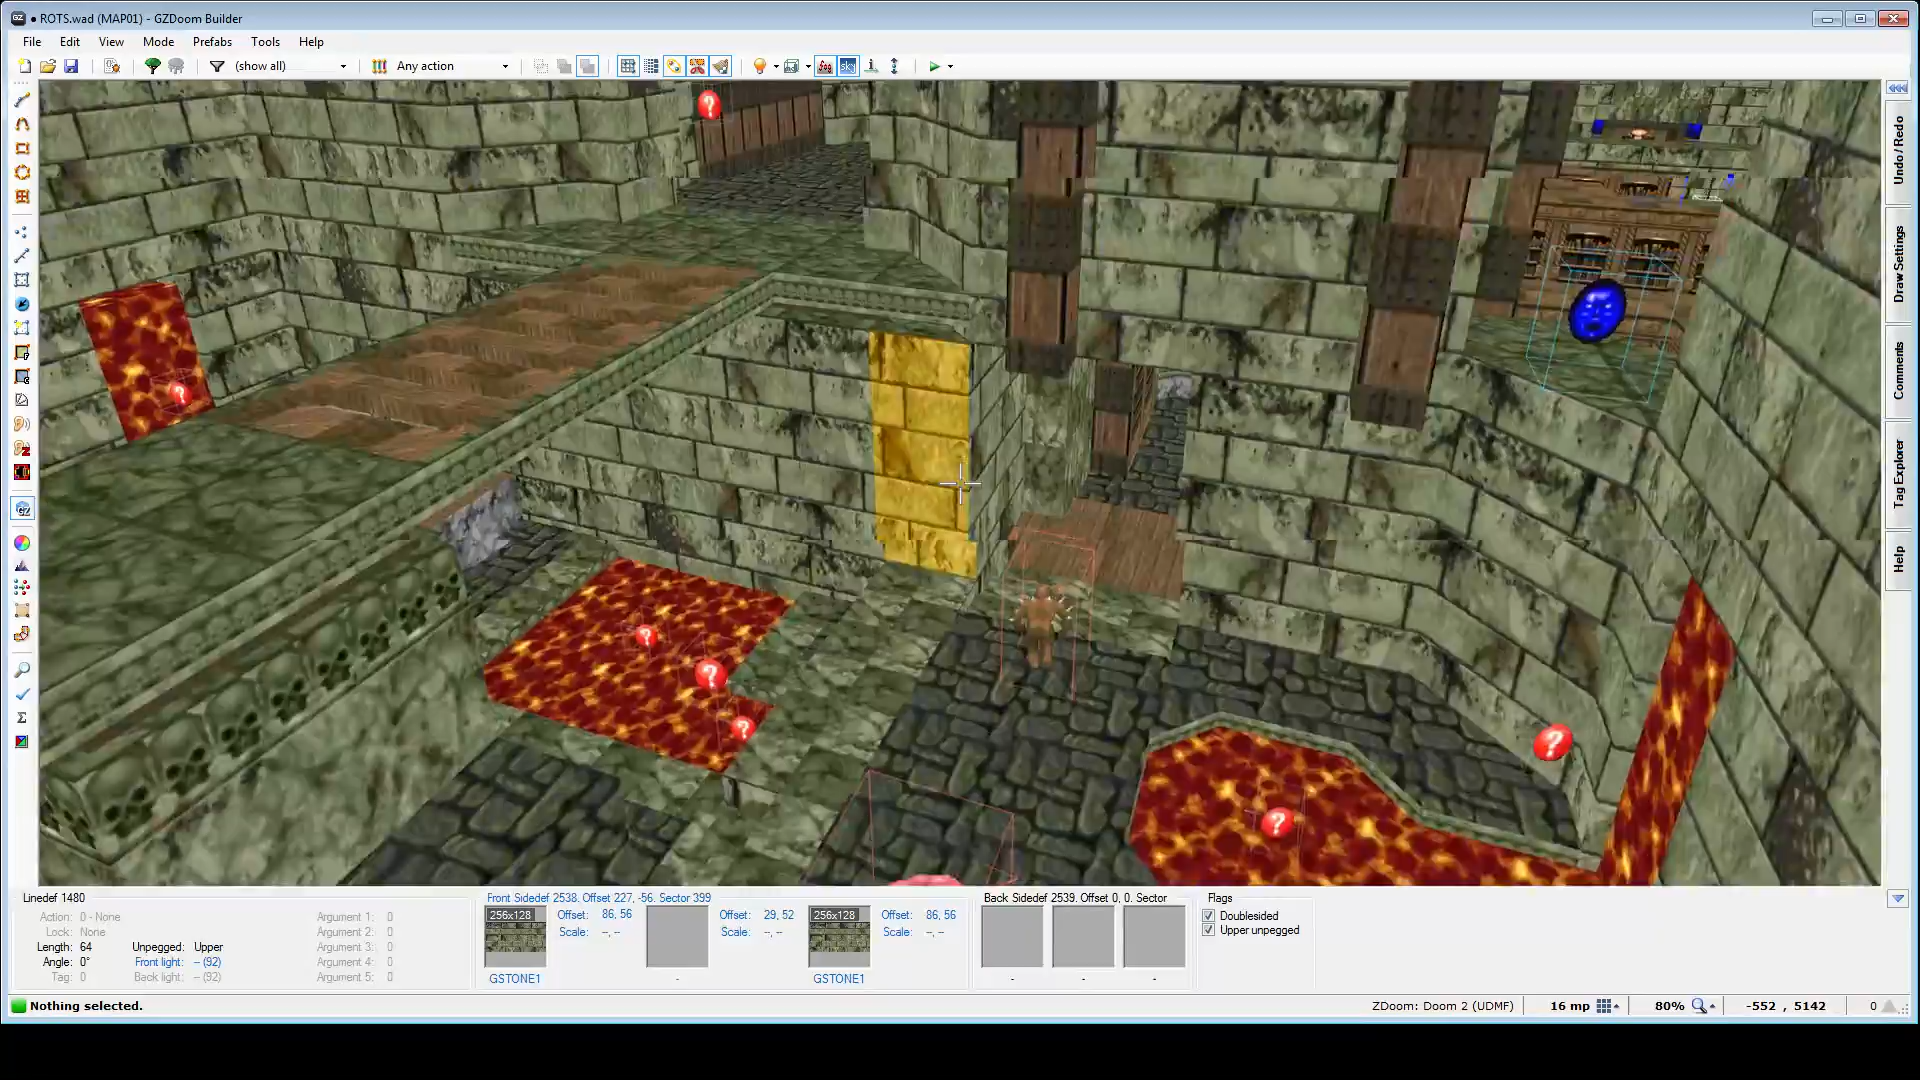 ROTS.wad (MAP01) - GZDoom Builder
File Edit View Mode Prefabs Tools Help
(show all) Any action
Undo / Redo
Draw Settings
Comments
Tag Explorer
Help
Linedef 1480
Action: 0 - None
Lock: None
Length: 64
Angle: 0°
Tag: 0
Unpegged: Upper
Front light: -- (92)
Back light: -- (92)
Argument 1: 0
Argument 2: 0
Argument 3: 0
Argument 4: 0
Argument 5: 0
Front Sidedef 2538. Offset 227, -56. Sector 399
256x128
Offset: 86, 56
Scale: --, --
GSTONE1
Offset: 29, 52
Scale: --, --
-
256x128
Offset: 86, 56
Scale: --, --
GSTONE1
Back Sidedef 2539. Offset 0, 0. Sector
- - -
Flags
Doublesided
Upper unpegged
Nothing selected.
ZDoom: Doom 2 (UDMF) 16 mp 80% -552 , 5142 0